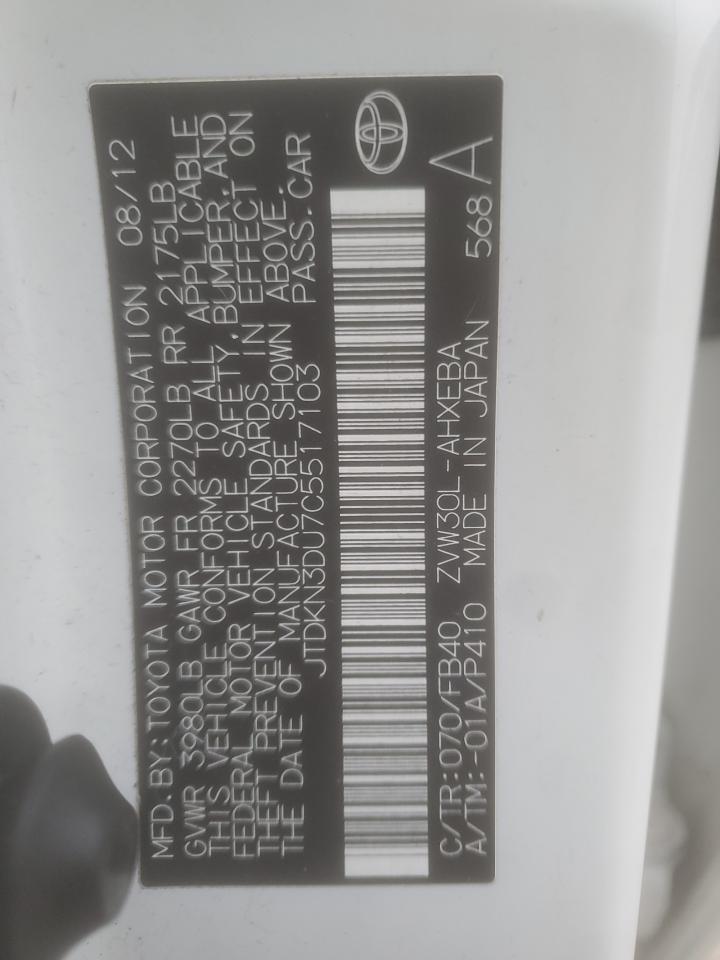 MFD. BY: TOYOTA MOTOR CORPORATION 08/12
GVWR 3980LB GAWR FR 2270LB RR 2175LB
THIS VEHICLE CONFORMS TO ALL APPLICABLE
FEDERAL MOTOR VEHICLE SAFETY, BUMPER, AND
THEFT PREVENTION STANDARDS IN EFFECT ON
THE DATE OF MANUFACTURE SHOWN ABOVE.
JTDKN3DU7C5517103 PASS. CAR
C/TR:070/FB40 ZVW30L-AHXEBA
A/TM:-01A/P410 MADE IN JAPAN 568 A